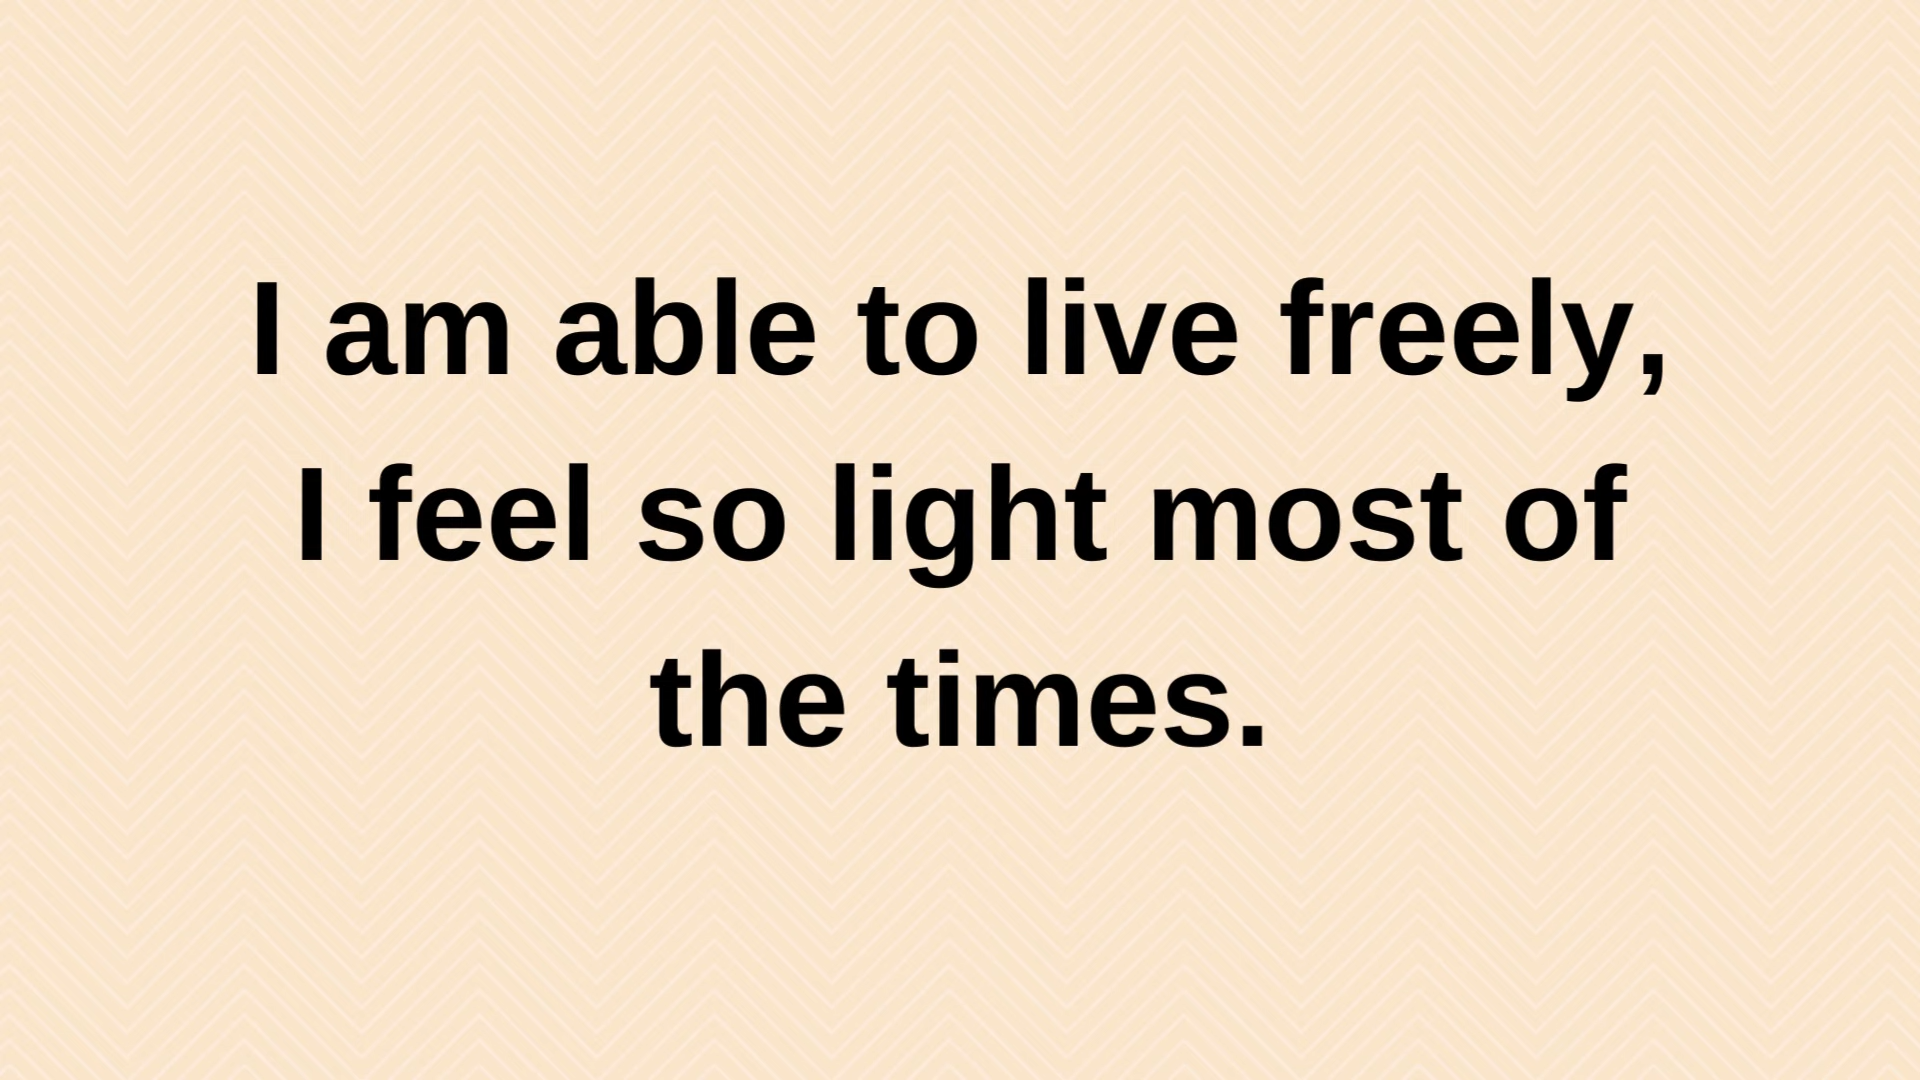 I am able to live freely,
I feel so light most of
the times.